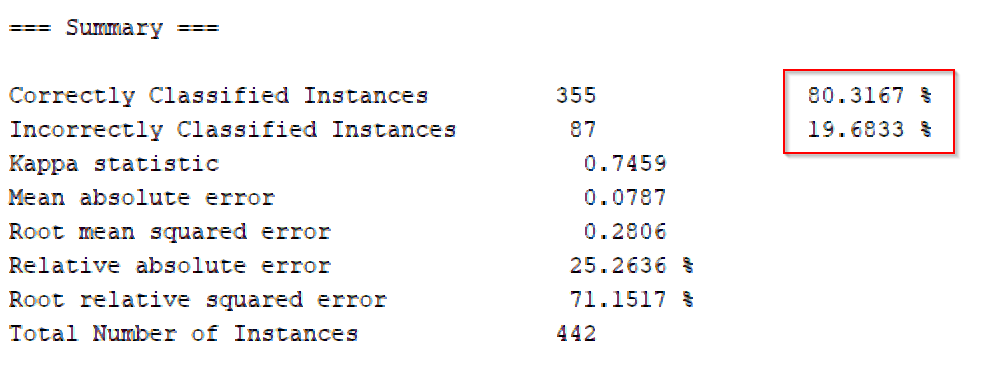 === Summary ===
Correctly Classified Instances 355 80.3167 %
Incorrectly Classified Instances 87 19.6833 %
Kappa statistic 0.7459
Mean absolute error 0.0787
Root mean squared error 0.2806
Relative absolute error 25.2636 %
Root relative squared error 71.1517 %
Total Number of Instances 442